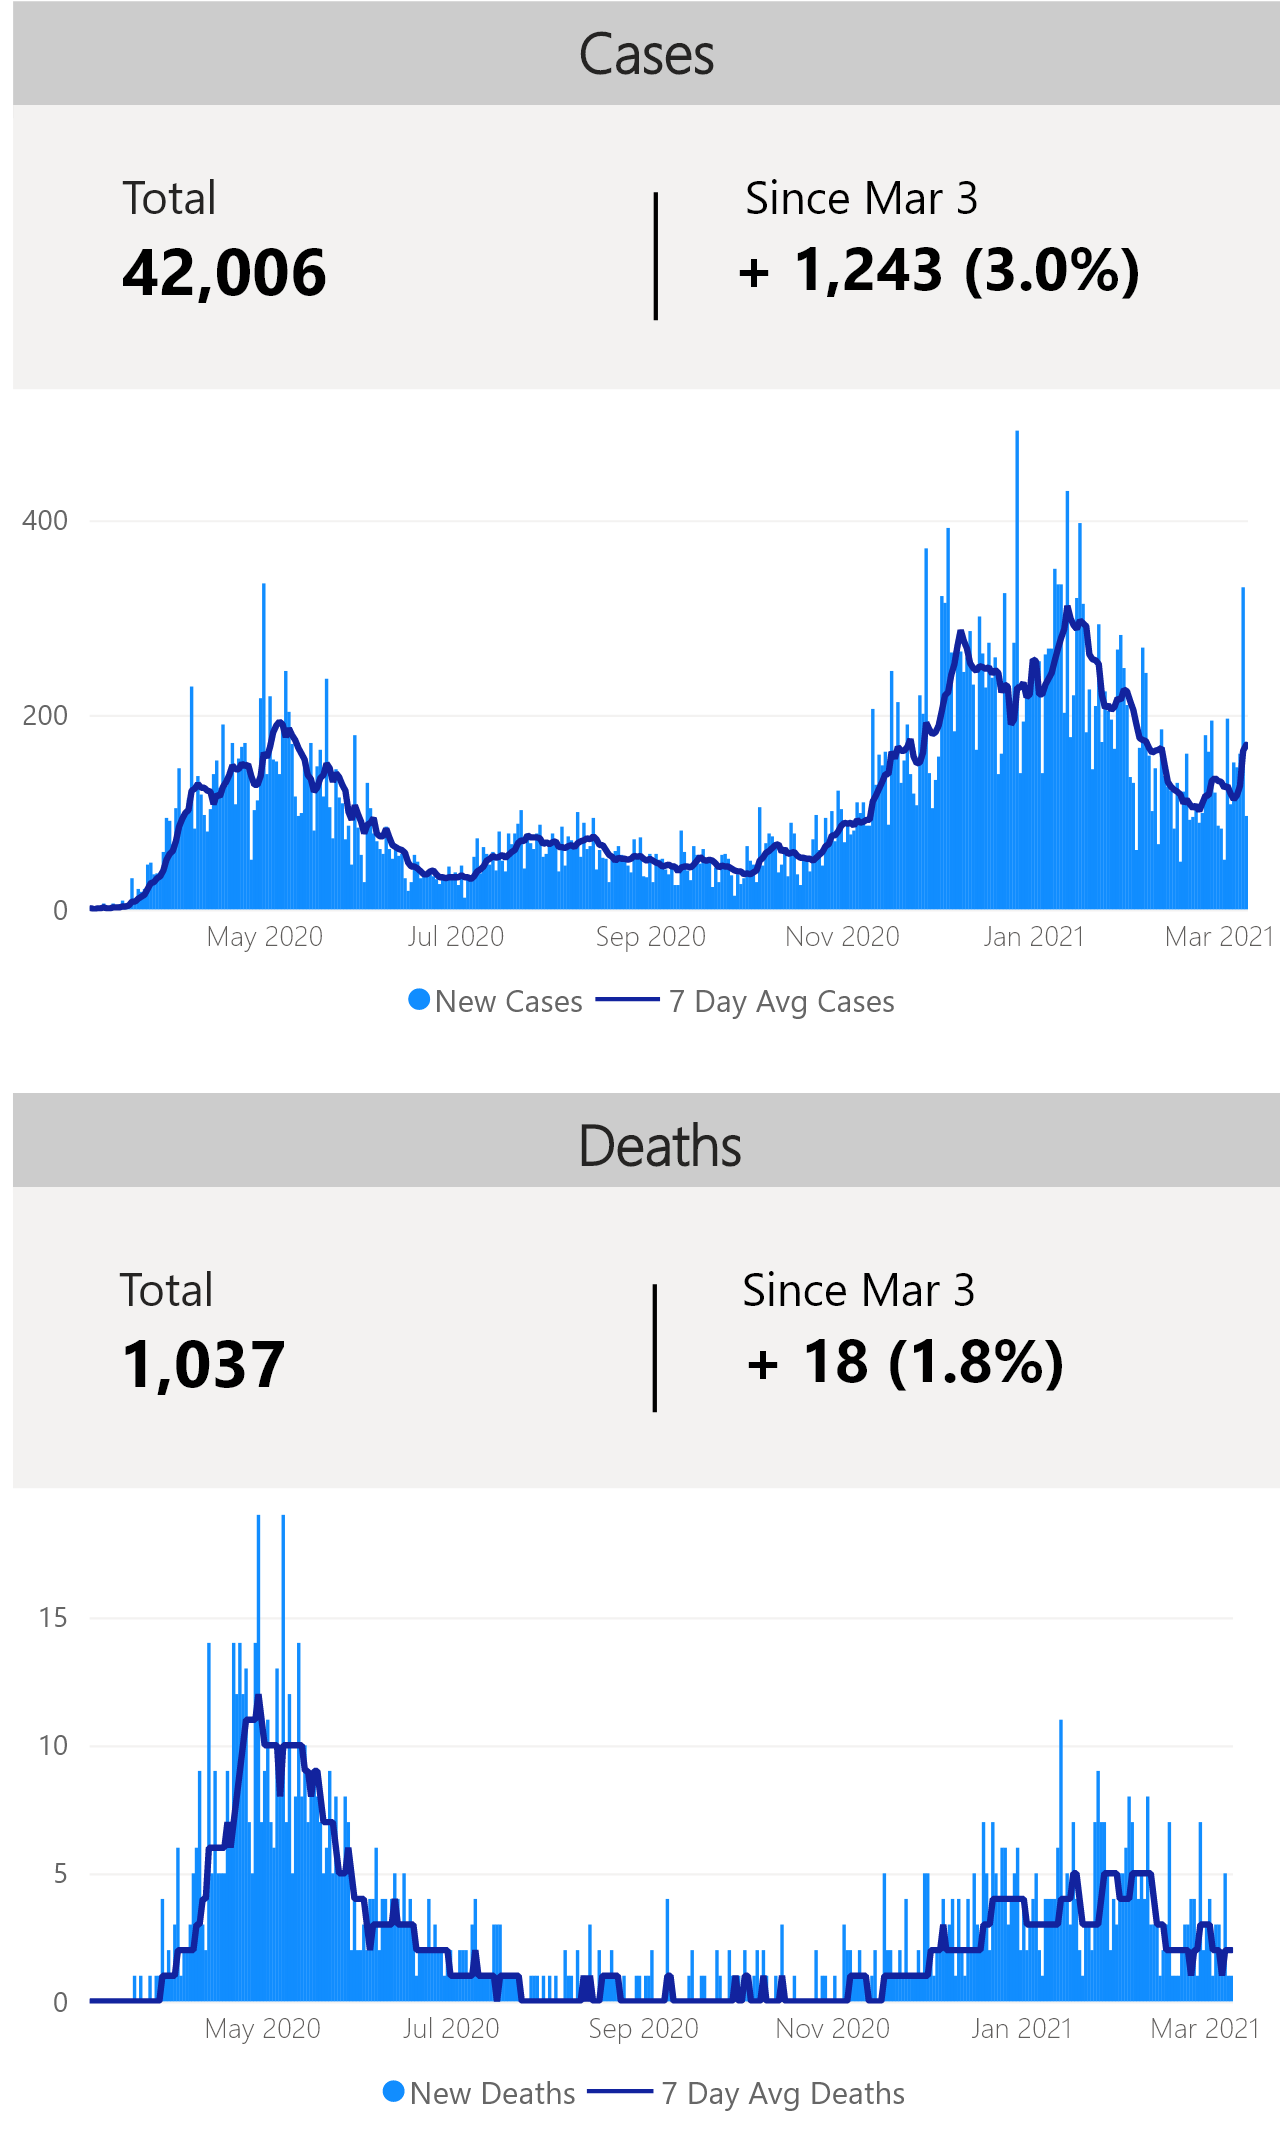 Cases
Total
Since Mar 3
42,006
+ 1,243 (3.0%)
400
200
0
May 2020 Jul 2020 Sep 2020 Nov 2020 Jan 2021 Mar 2021
New Cases 7 Day Avg Cases
Deaths
Total
Since Mar 3
1,037
+ 18 (1.8%)
15
10
5
0
May 2020 Jul 2020 Sep 2020 Nov 2020 Jan 2021 Mar 2021
New Deaths 7 Day Avg Deaths